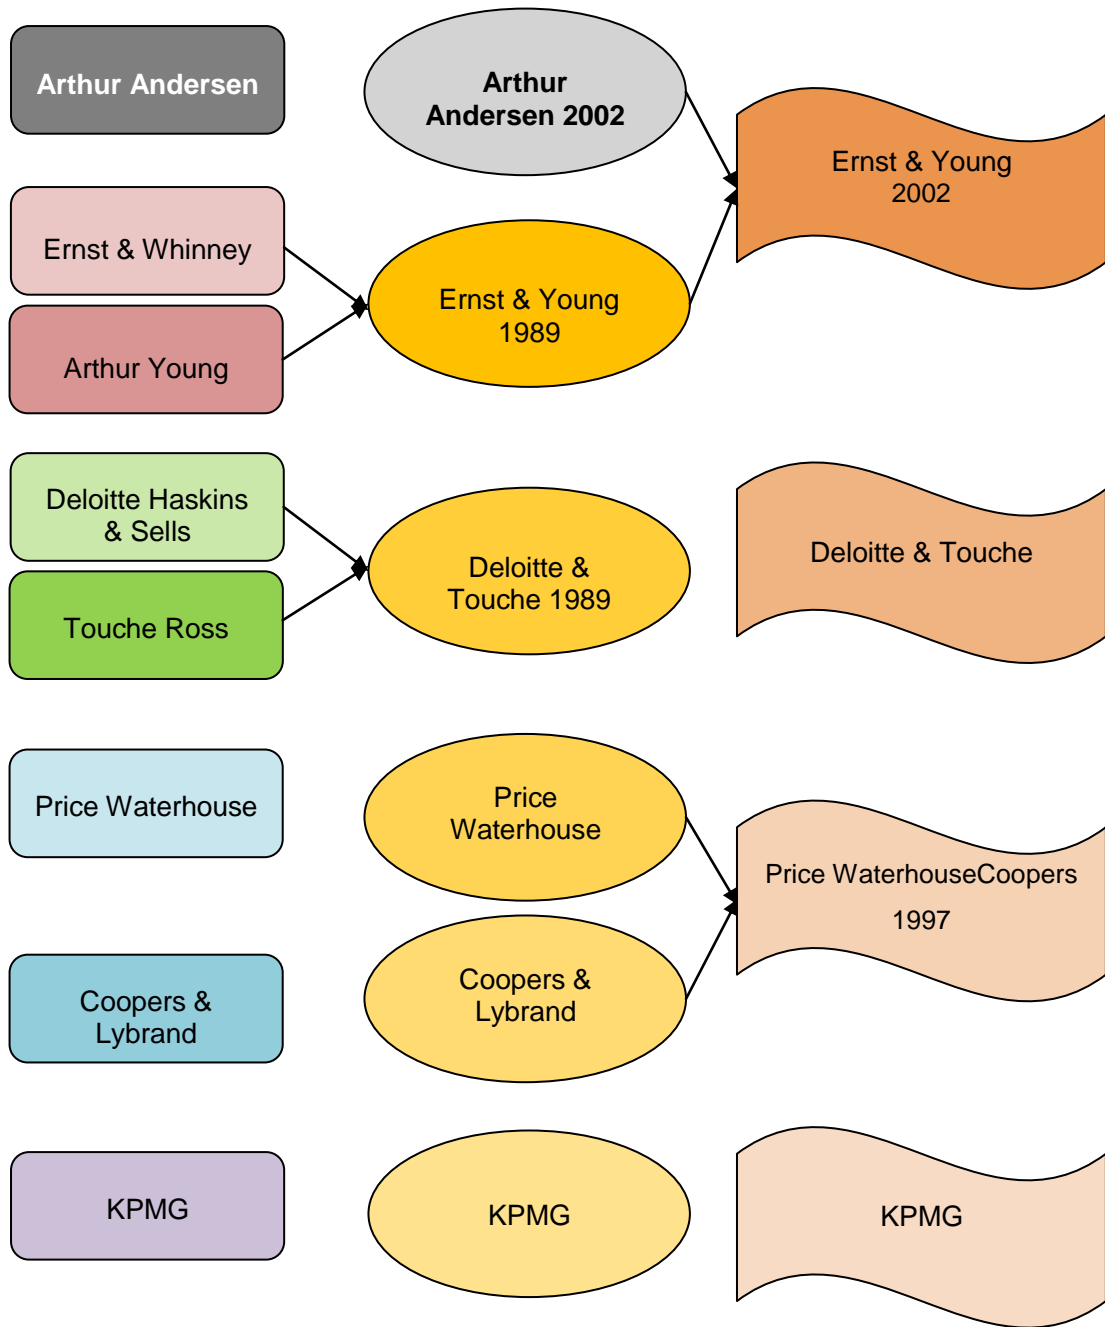 Arthur Andersen
Arthur
Andersen 2002
Ernst & Young
2002
Ernst & Whinney
Arthur Young
Ernst & Young
1989
Deloitte Haskins
& Sells
Touche Ross
Deloitte &
Touche 1989
Deloitte & Touche
Price Waterhouse
Price
Waterhouse
Price WaterhouseCoopers
1997
Coopers &
Lybrand
Coopers &
Lybrand
KPMG
KPMG
KPMG